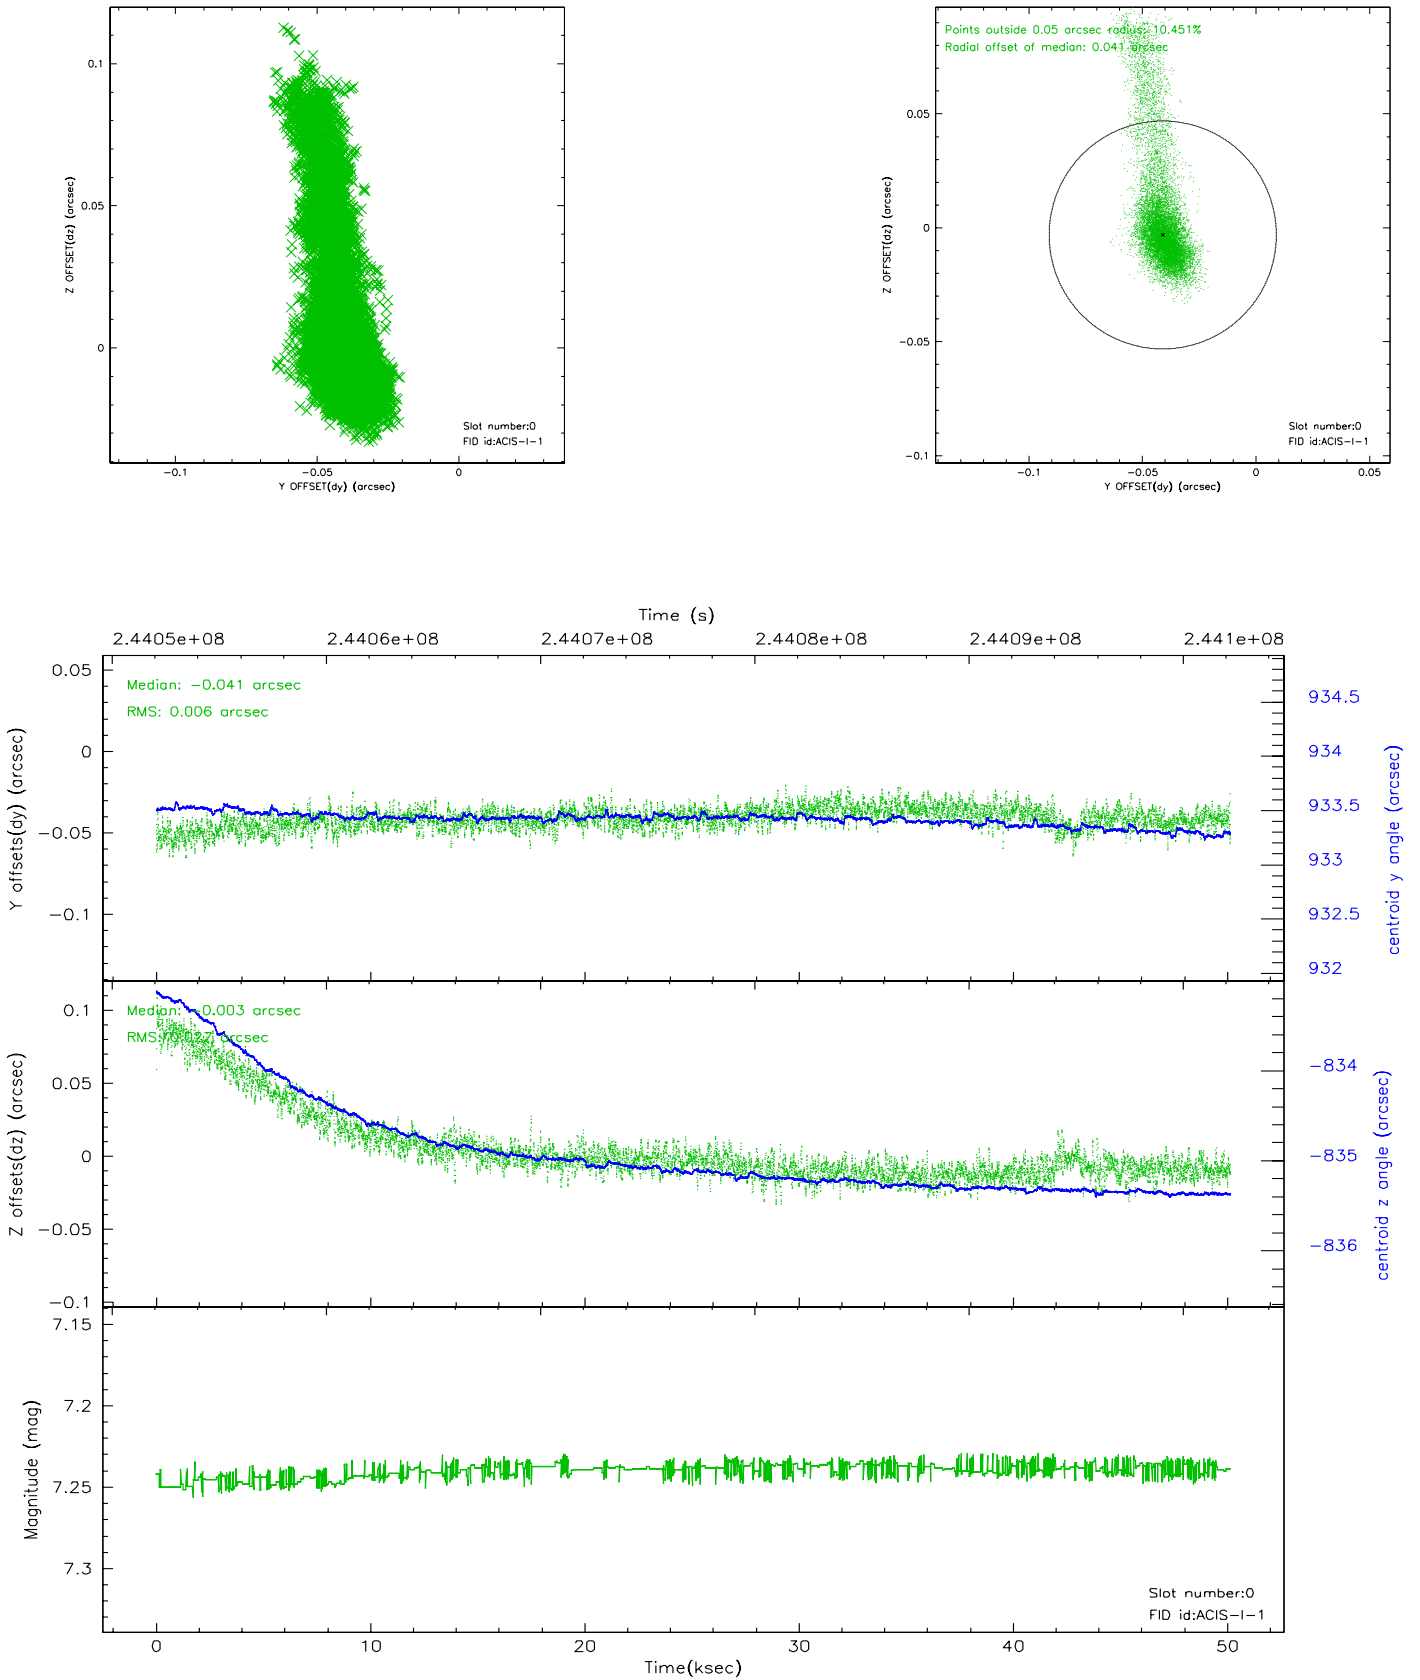 0.1
0.05
0
Z OFFSET(dz) (arcsec)
Slot number:0
FID id:ACIS-I-1
-0.1
-0.05
0
Y OFFSET(dy) (arcsec)
Points outside 0.05 arcsec radius: 10.451%
Radial offset of median: 0.041 arcsec
0.05
0
-0.05
-0.1
Z OFFSET(dz) (arcsec)
Slot number:0
FID id:ACIS-I-1
-0.1
-0.05
0
0.05
Y OFFSET(dy) (arcsec)
Time (s)
2.4405e+08 2.4406e+08 2.4407e+08 2.4408e+08 2.4409e+08 2.441e+08
0.05
0
-0.05
-0.1
Y offsets(dy) (arcsec)
Median: -0.041 arcsec
RMS: 0.006 arcsec
934.5
934
933.5
933
932.5
932
centroid y angle (arcsec)
0.1
0.05
0
-0.05
-0.1
Z offsets(dz) (arcsec)
Median: -0.003 arcsec
RMS: 0.027 arcsec
-834
-835
-836
centroid z angle (arcsec)
7.15
7.2
7.25
7.3
Magnitude (mag)
Slot number:0
FID id:ACIS-I-1
0 10 20 30 40 50
Time(ksec)